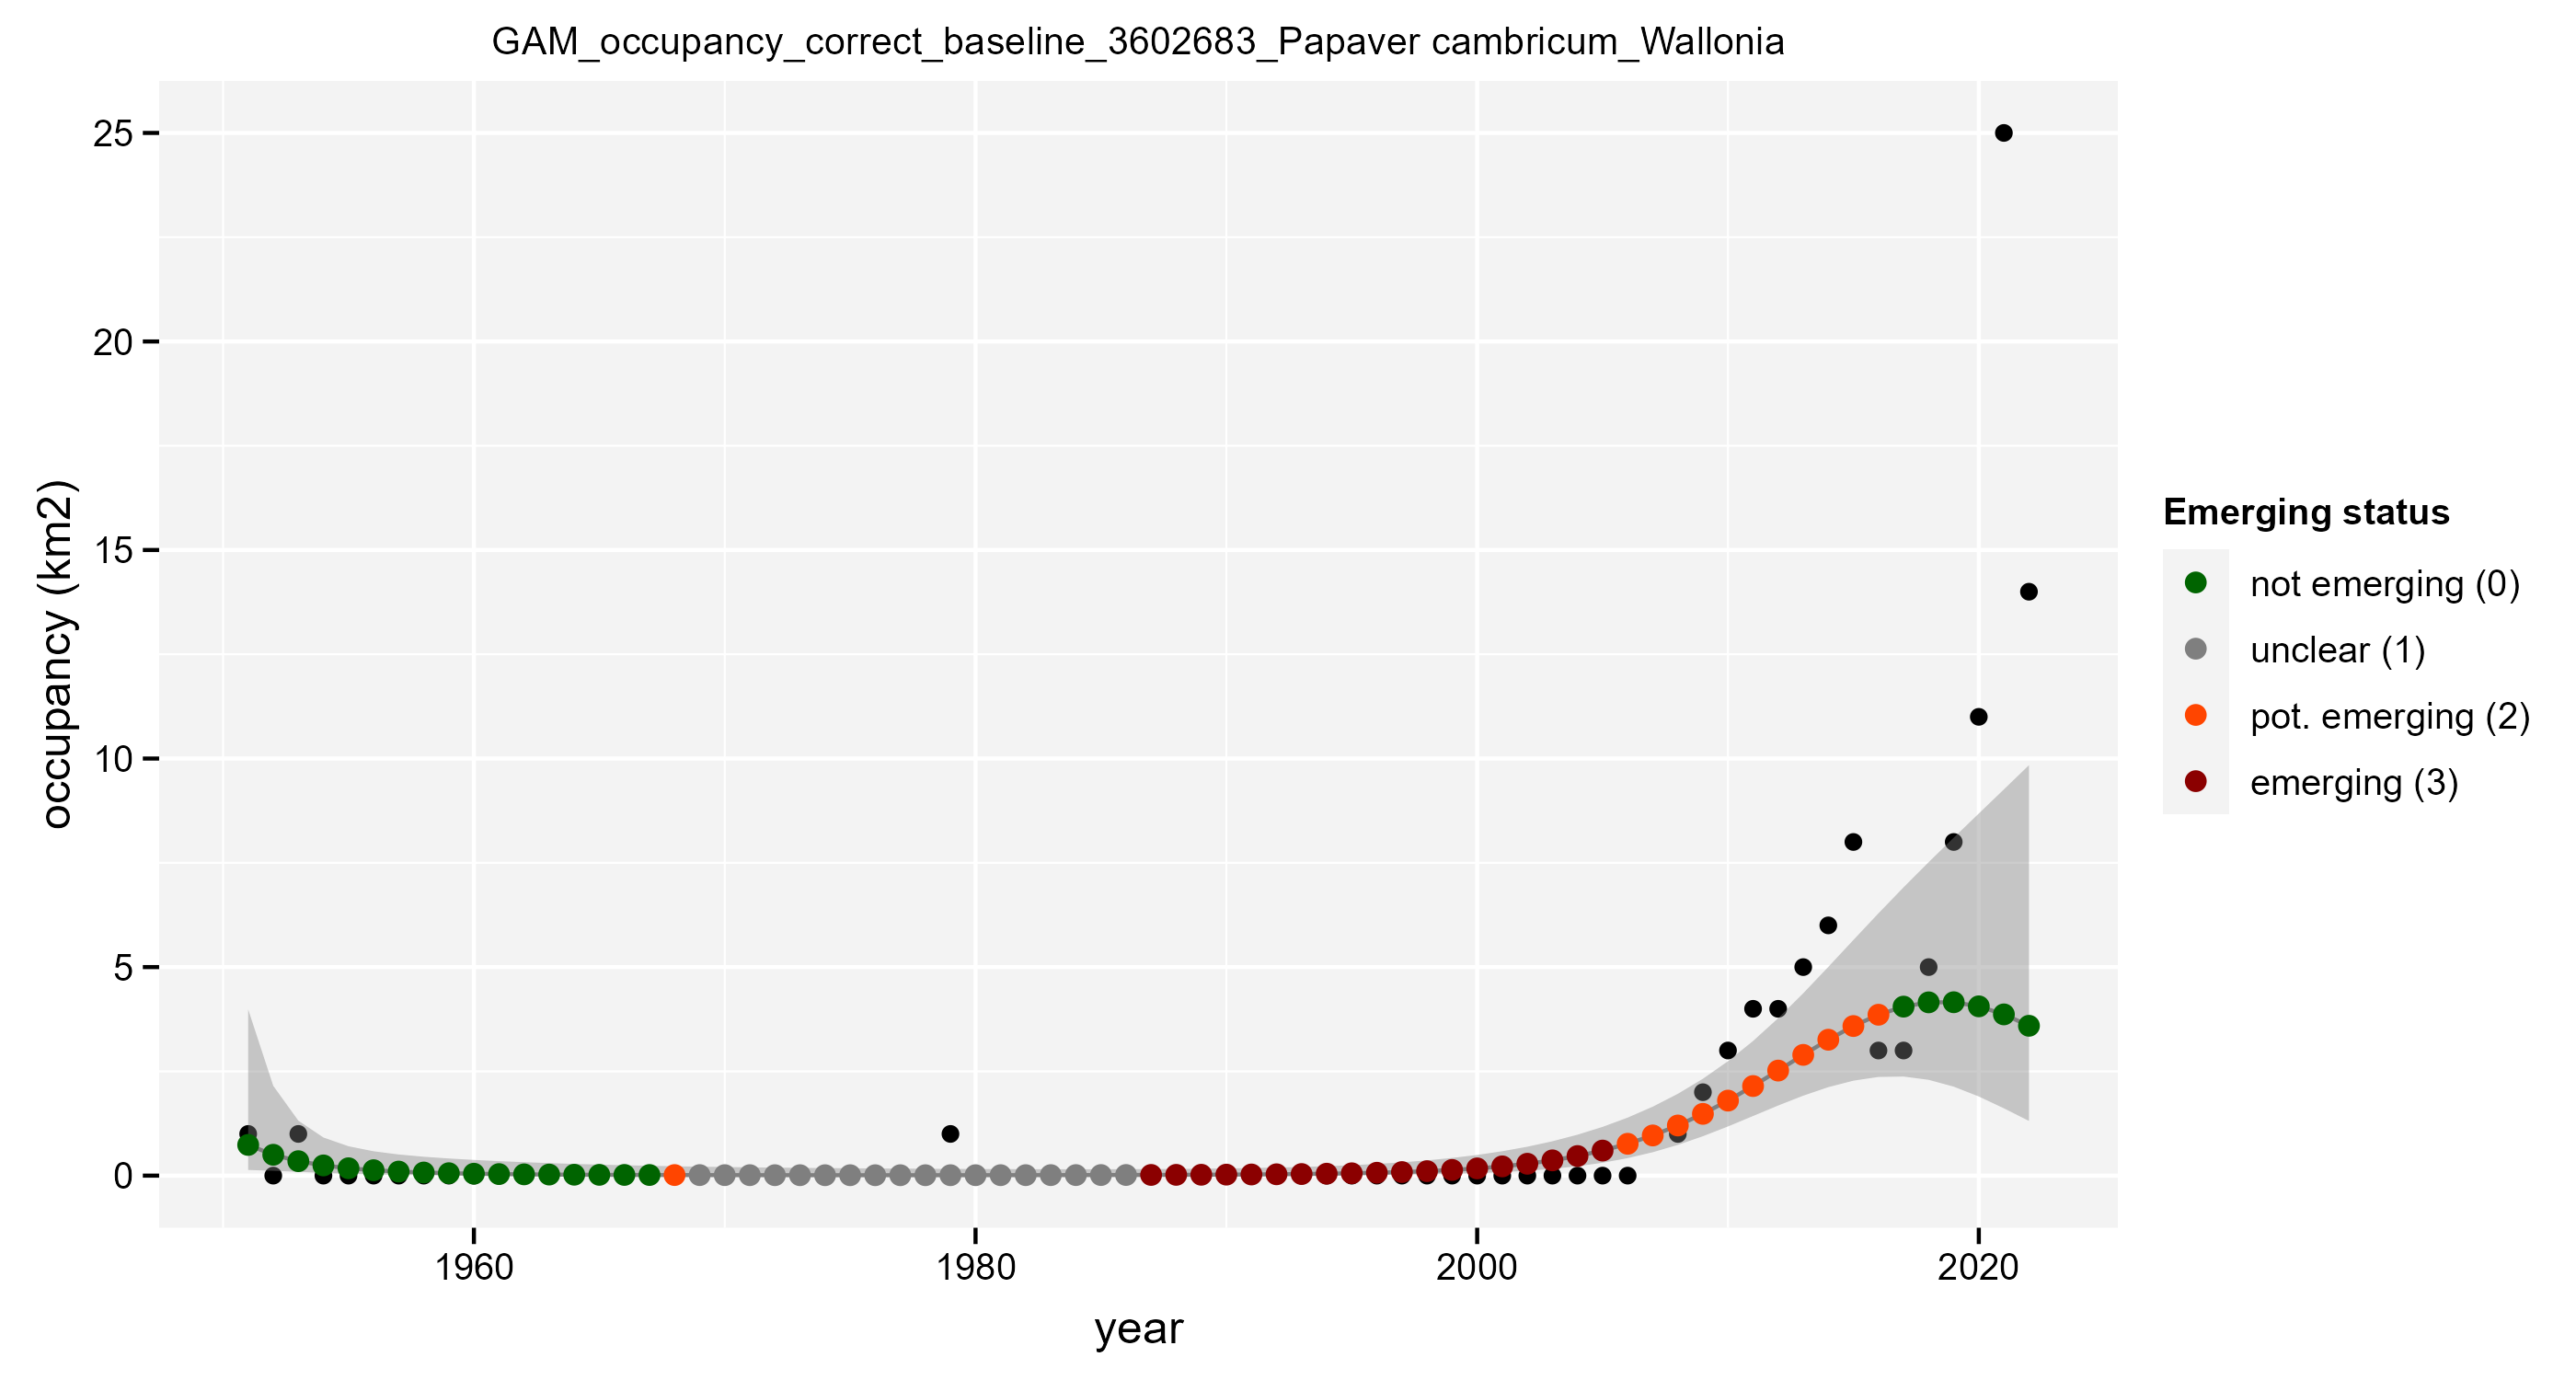 GAM_occupancy_correct_baseline_3602683_Papaver cambricum_Wallonia
25
20
15
10
5
0
occupancy (km2)
1960
1980
2000
2020
year
Emerging status
not emerging (0)
unclear (1)
pot. emerging (2)
emerging (3)